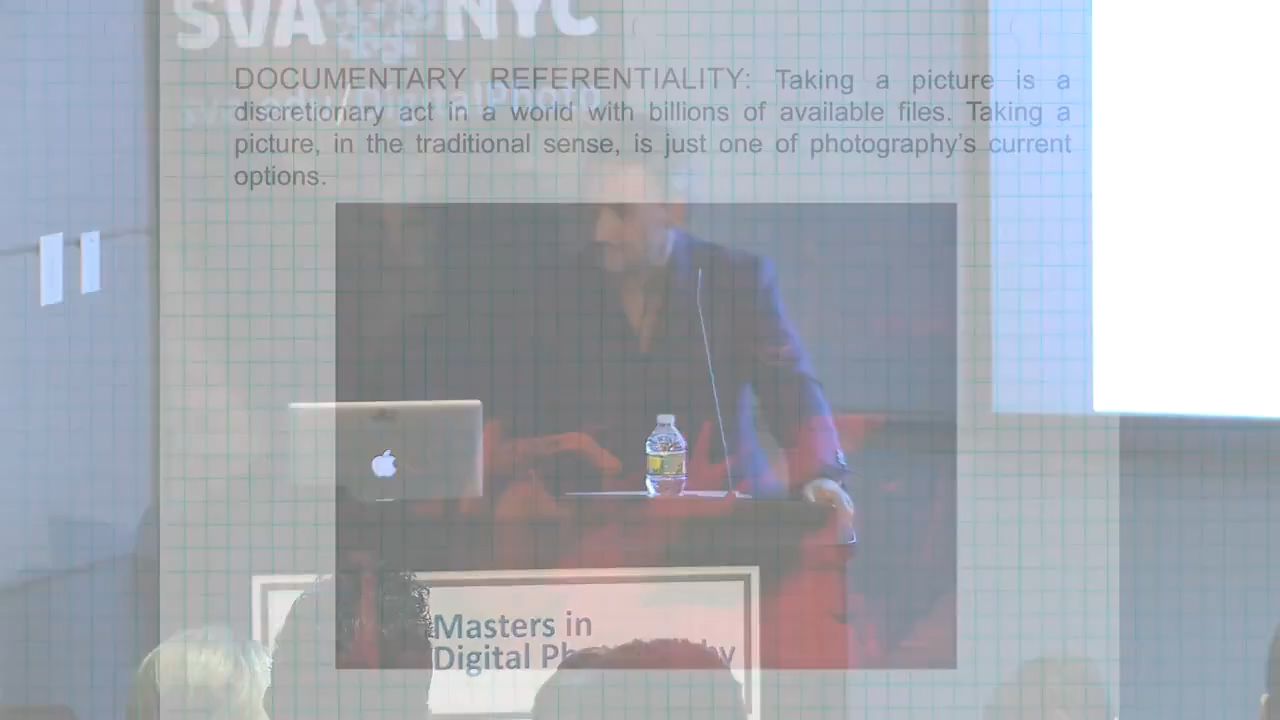 SVA NYC
DOCUMENTARY REFERENTIALITY: Taking a picture is a
discretionary act in a world with billions of available files. Taking a
picture, in the traditional sense, is just one of photography's current
options.
Masters in
Digital